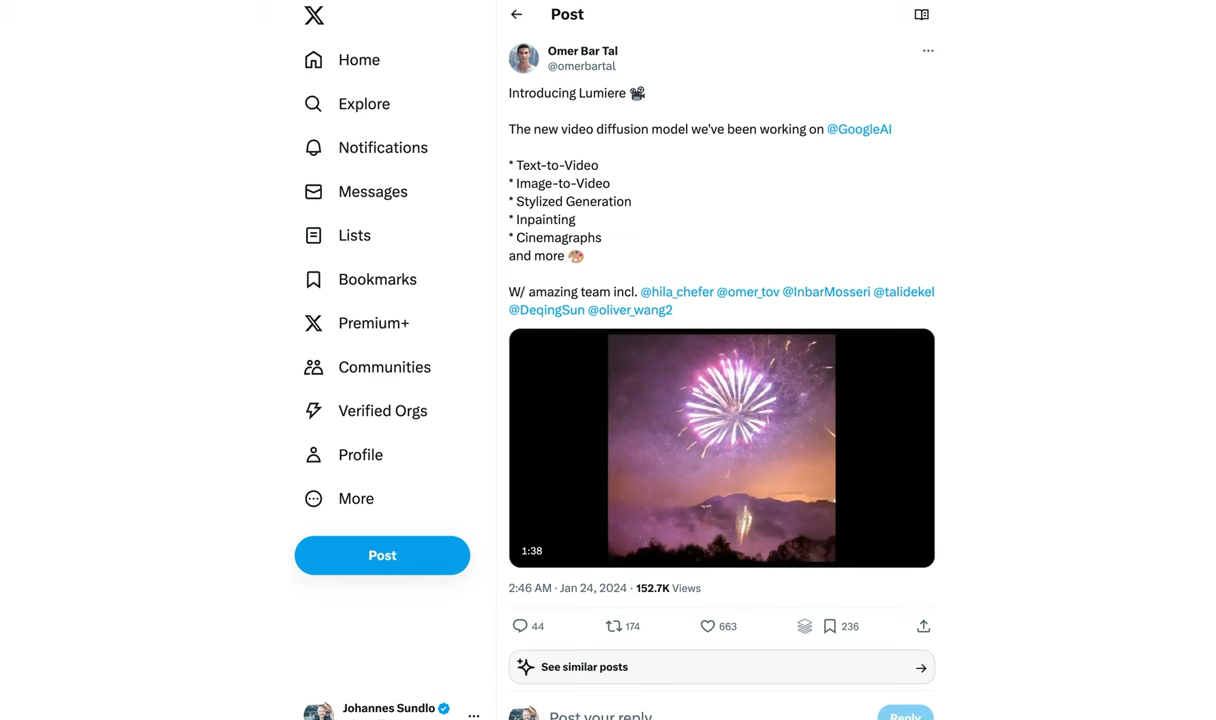 X
Home
Explore
Notifications
Messages
Lists
Bookmarks
Premium+
Communities
Verified Orgs
Profile
More
Post
Johannes Sundlo
Post
Omer Bar Tal
@omerbartal
Introducing Lumiere 🎥
The new video diffusion model we've been working on @GoogleAI
* Text-to-Video
* Image-to-Video
* Stylized Generation
* Inpainting
* Cinemagraphs
and more 🎨
W/ amazing team incl. @hila_chefer @omer_tov @InbarMosseri @talidekel
@DeqingSun @oliver_wang2
1:38
2:46 AM · Jan 24, 2024 · 152.7K Views
44 174 663 236
See similar posts
Post your reply
Reply